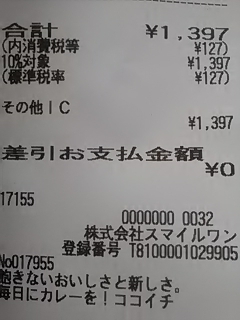 合計 ¥1,397
(内消費税等 ¥127)
10%対象 ¥1,397
(標準税率 ¥127)
その他IC
¥1,397
差引お支払金額
¥0
17155
0000000 0032
株式会社スマイルワン
登録番号 T8100001029905
No017955
飽きないおいしさと新しさ。
毎日にカレーを!ココイチ